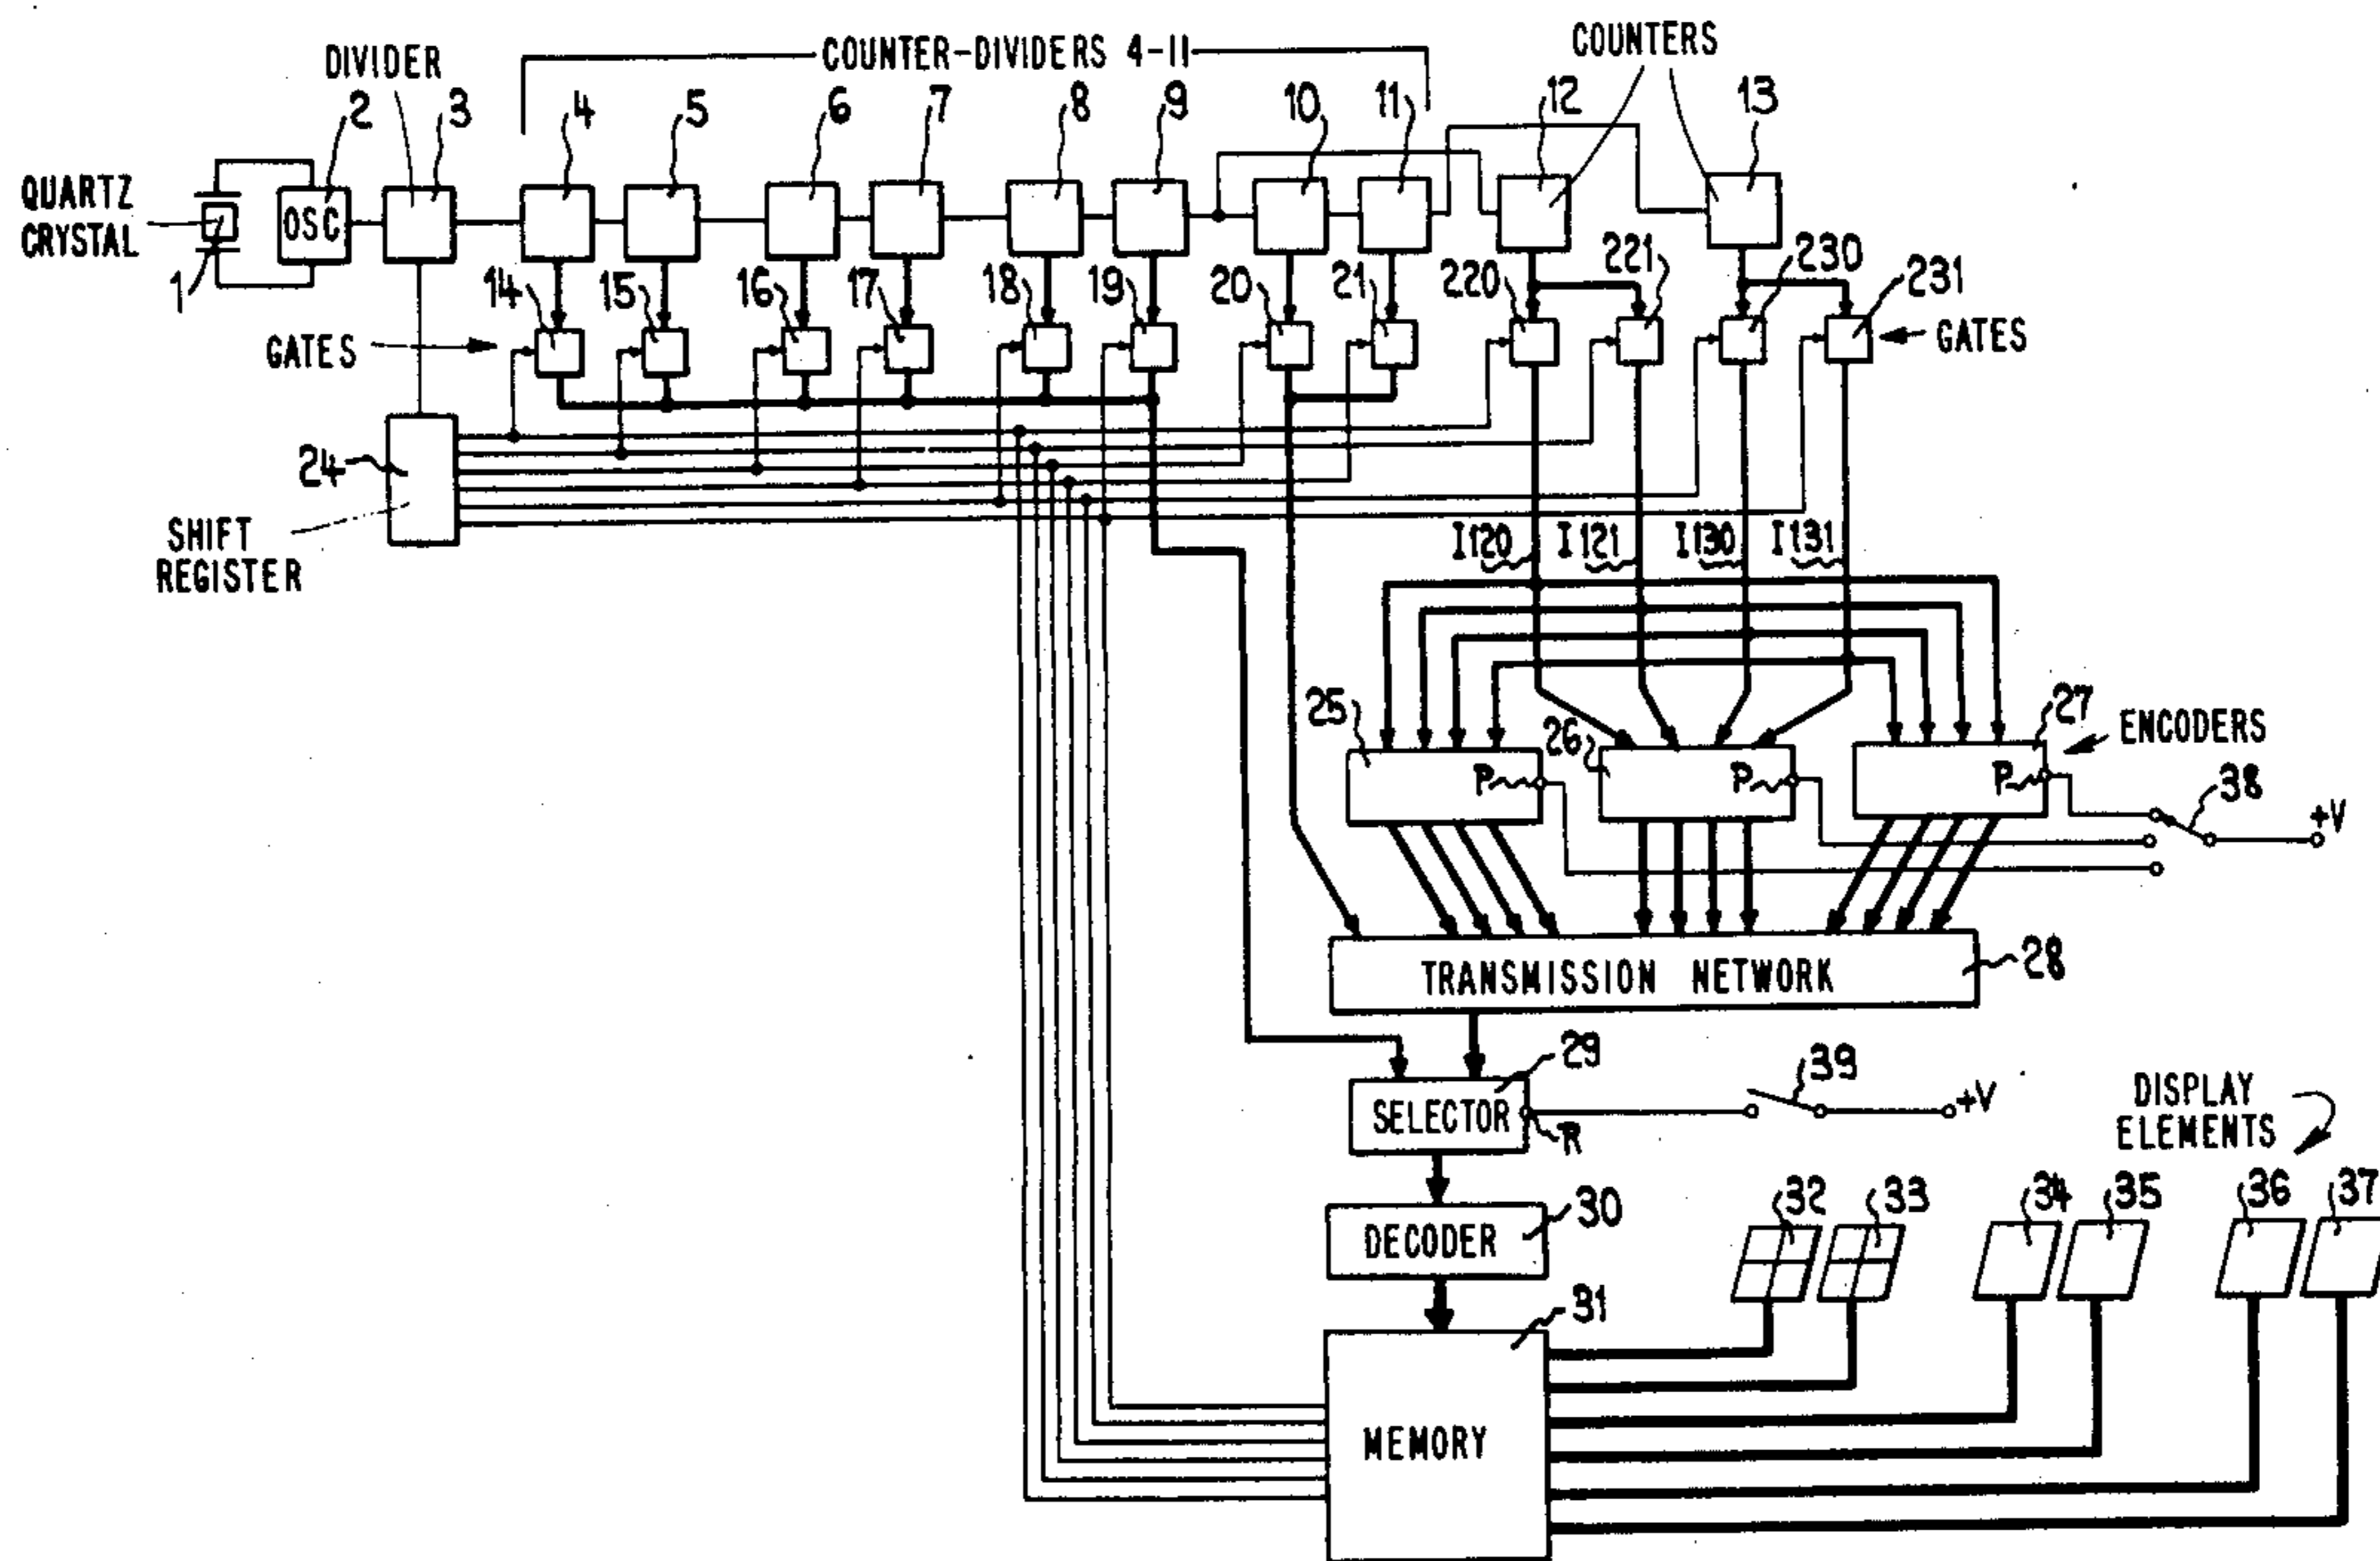 COUNTER-DIVIDERS 4-11
COUNTERS
DIVIDER
2 3 4 5 6 7 8 9 10 11 12 13
QUARTZ
CRYSTAL
OSC
1
14 15 16 17 18 19 20 21 220 221 230 231
GATES
GATES
24
SHIFT
REGISTER
I120 I121 I130 I131
25 26 27
ENCODERS
P P P
38
+V
TRANSMISSION NETWORK
28
29
SELECTOR
R
39
+V
DISPLAY
ELEMENTS
DECODER
30
32 33 34 35 36 37
31
MEMORY